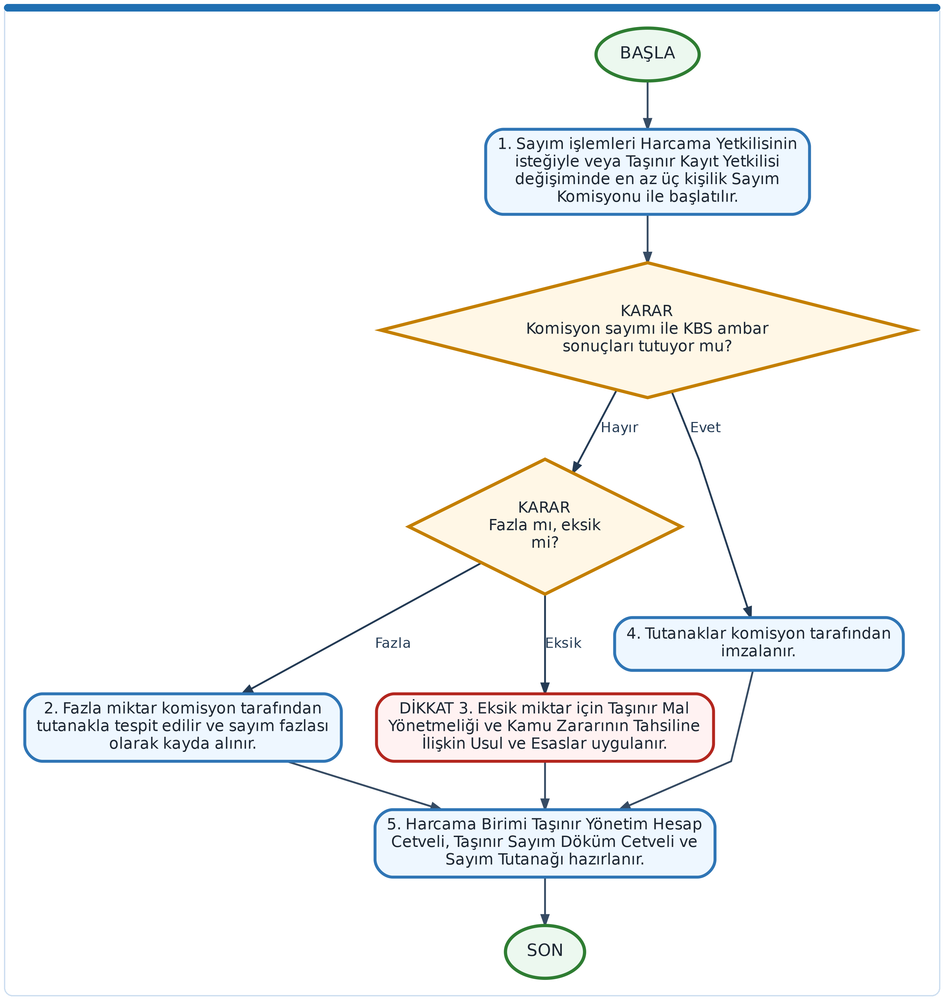 BAŞLA
1. Sayım işlemleri Harcama Yetkilisinin
isteğiyle veya Taşınır Kayıt Yetkilisi
değişiminde en az üç kişilik Sayım
Komisyonu ile başlatılır.
KARAR
Komisyon sayımı ile KBS ambar
sonuçları tutuyor mu?
Hayır
Evet
KARAR
Fazla mı, eksik
mi?
Fazla
Eksik
4. Tutanaklar komisyon tarafından
imzalanır.
2. Fazla miktar komisyon tarafından
tutanakla tespit edilir ve sayım fazlası
olarak kayda alınır.
DİKKAT 3. Eksik miktar için Taşınır Mal
Yönetmeliği ve Kamu Zararının Tahsiline
İlişkin Usul ve Esaslar uygulanır.
5. Harcama Birimi Taşınır Yönetim Hesap
Cetveli, Taşınır Sayım Döküm Cetveli ve
Sayım Tutanağı hazırlanır.
SON